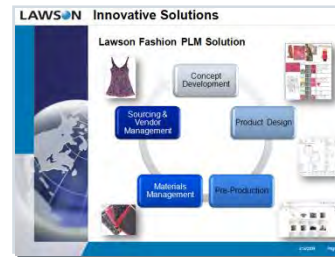 LAWSON Innovative Solutions
Lawson Fashion PLM Solution
Concept
Development
Sourcing &
Vendor
Management
Product Design
Materials
Management
Pre-Production